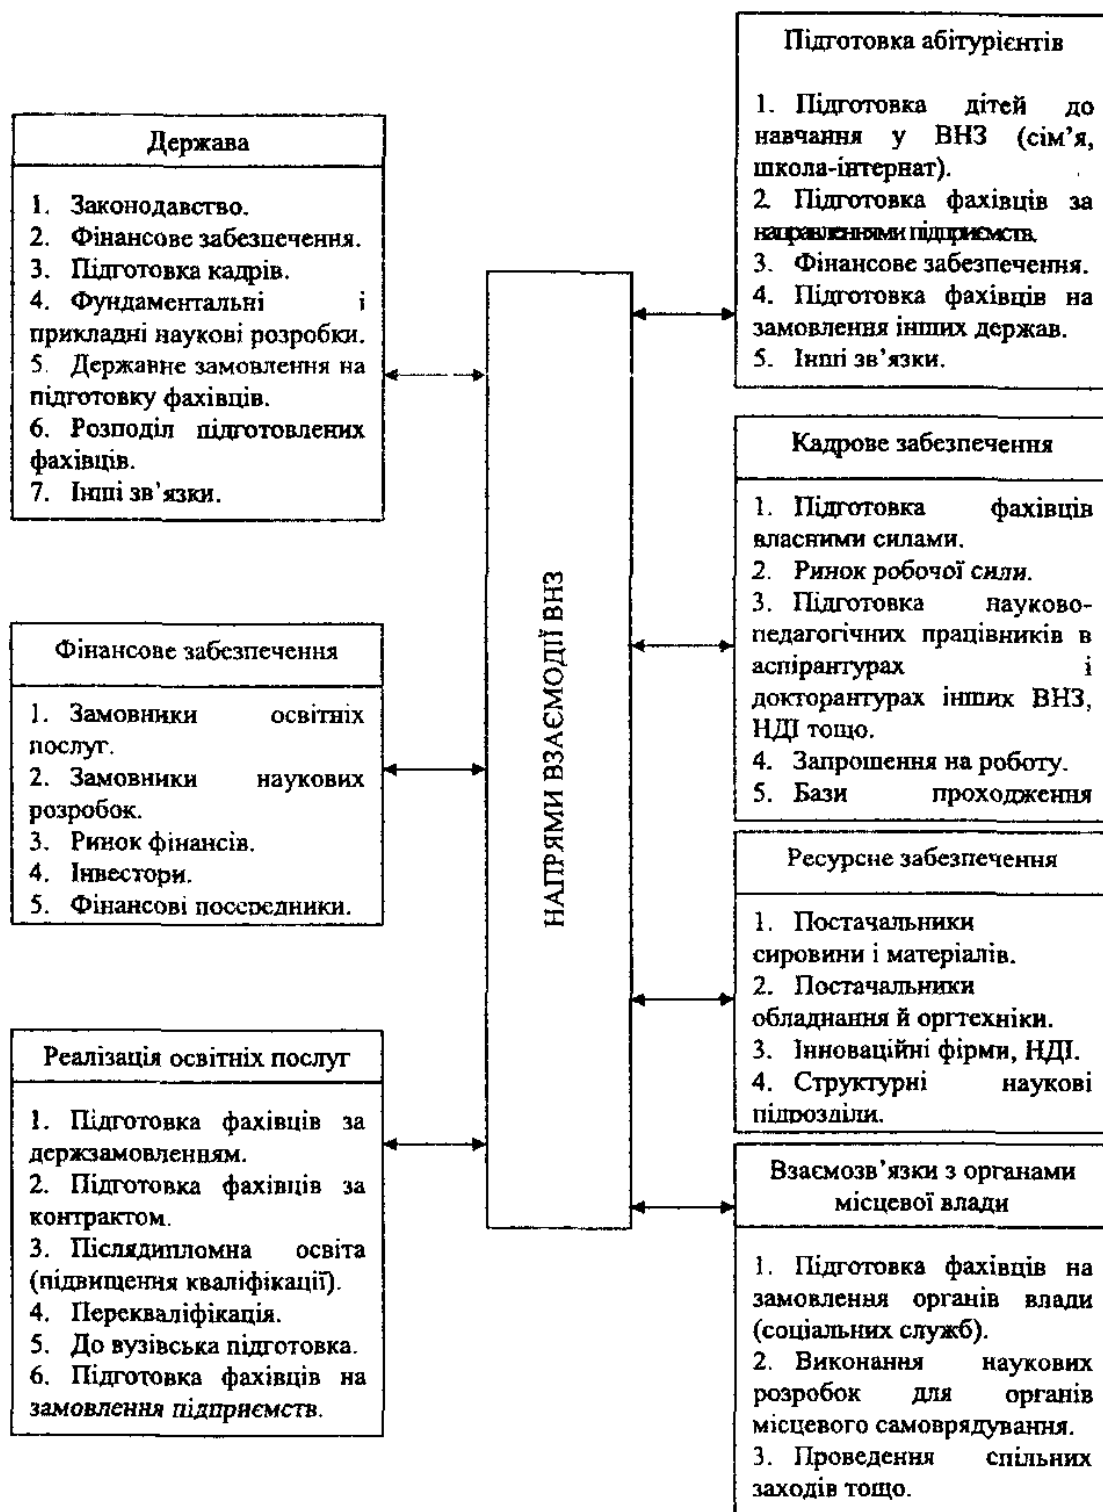 Держава
1. Законодавство.
2. Фінансове забезпечення.
3. Підготовка кадрів.
4. Фундаментальні і
прикладні наукові розробки.
5. Державне замовлення на
підготовку фахівців.
6. Розподіл підготовлених
фахівців.
7. Інші зв’язки.
Фінансове забезпечення
1. Замовники освітніх
послуг.
2. Замовники наукових
розробок.
3. Ринок фінансів.
4. Інвестори.
5. Фінансові посередники.
Реалізація освітніх послуг
1. Підготовка фахівців за
держзамовленням.
2. Підготовка фахівців за
контрактом.
3. Післядипломна освіта
(підвищення кваліфікації).
4. Перекваліфікація.
5. До вузівська підготовка.
6. Підготовка фахівців на
замовлення підприємств.
НАПРЯМИ ВЗАЄМОДІЇ ВНЗ
Підготовка абітурієнтів
1. Підготовка дітей до
навчання у ВНЗ (сім’я,
школа-інтернат).
2. Підготовка фахівців за
направленнями підприємств.
3. Фінансове забезпечення.
4. Підготовка фахівців на
замовлення інших держав.
5. Інші зв’язки.
Кадрове забезпечення
1. Підготовка фахівців
власними силами.
2. Ринок робочої сили.
3. Підготовка науково-
педагогічних працівників в
аспірантурах і
докторантурах інших ВНЗ,
НДІ тощо.
4. Запрошення на роботу.
5. Бази проходження
Ресурсне забезпечення
1. Постачальники
сировини і матеріалів.
2. Постачальники
обладнання й оргтехніки.
3. Інноваційні фірми, НДІ.
4. Структурні наукові
підрозділи.
Взаємозв’язки з органами
місцевої влади
1. Підготовка фахівців на
замовлення органів влади
(соціальних служб).
2. Виконання наукових
розробок для органів
місцевого самоврядування.
3. Проведення спільних
заходів тощо.